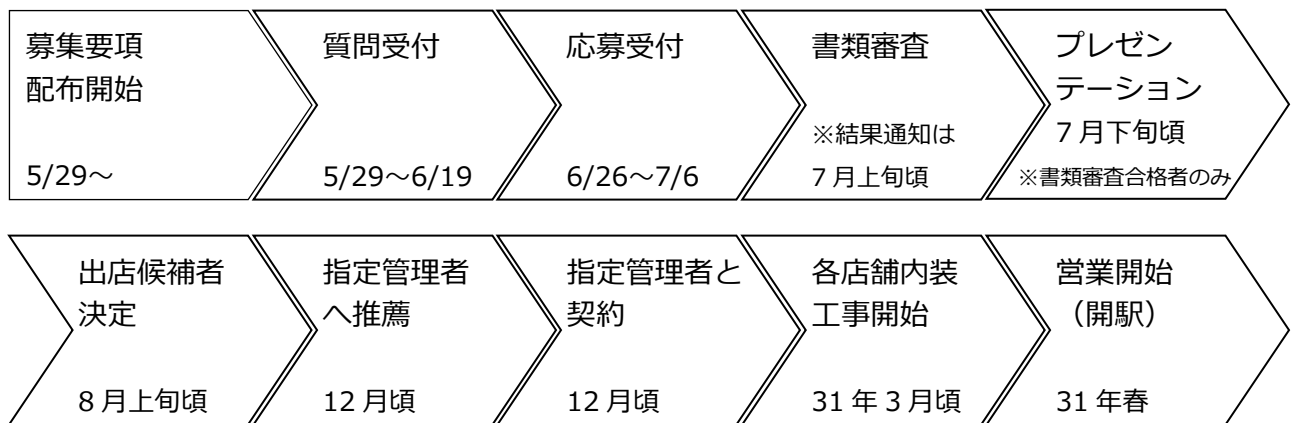 募集要項
配布開始
5/29～
質問受付
5/29～6/19
応募受付
6/26～7/6
書類審査
※結果通知は
7月上旬頃
プレゼン
テーション
7月下旬頃
※書類審査合格者のみ
出店候補者
決定
8月上旬頃
指定管理者
へ推薦
12月頃
指定管理者と
契約
12月頃
各店舗内装
工事開始
31年3月頃
営業開始
（開駅）
31年春